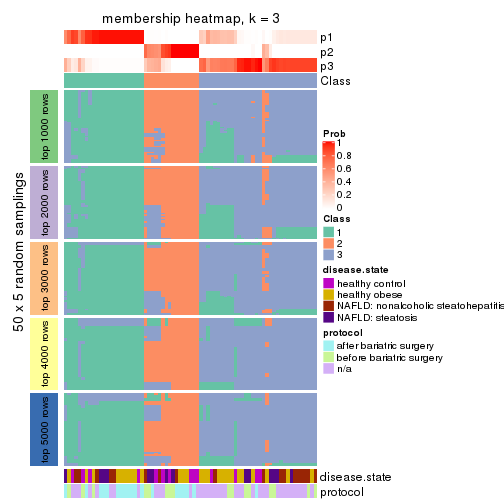 membership heatmap, k = 3
p1
p2
p3
Class
50 x 5 random samplings
top 1000 rows
top 2000 rows
top 3000 rows
top 4000 rows
top 5000 rows
Prob
1
0.8
0.6
0.4
0.2
0
Class
1
2
3
disease.state
healthy control
healthy obese
NAFLD: nonalcoholic steatohepatitis
NAFLD: steatosis
protocol
after bariatric surgery
before bariatric surgery
n/a
disease.state
protocol